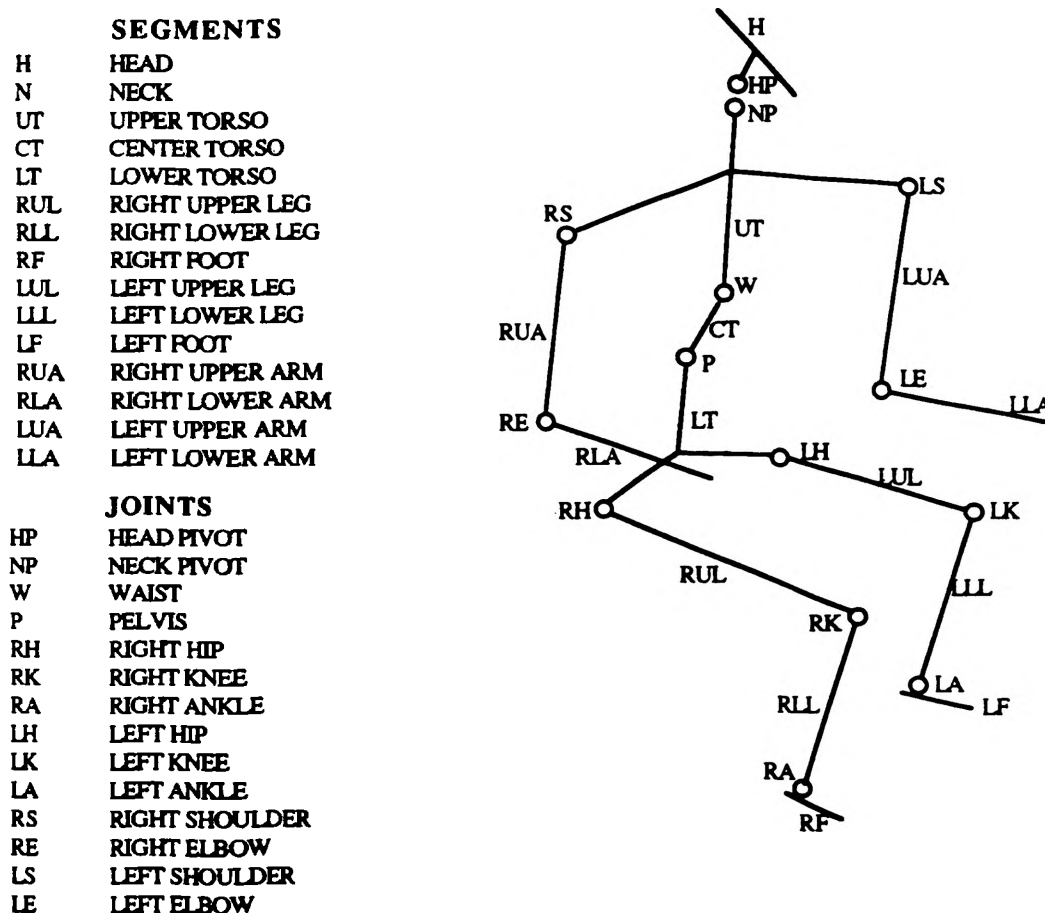 SEGMENTS
H HEAD
N NECK
UT UPPER TORSO
CT CENTER TORSO
LT LOWER TORSO
RUL RIGHT UPPER LEG
RLL RIGHT LOWER LEG
RF RIGHT FOOT
LUL LEFT UPPER LEG
LLL LEFT LOWER LEG
LF LEFT FOOT
RUA RIGHT UPPER ARM
RLA RIGHT LOWER ARM
LUA LEFT UPPER ARM
LLA LEFT LOWER ARM
JOINTS
HP HEAD PIVOT
NP NECK PIVOT
W WAIST
P PELVIS
RH RIGHT HIP
RK RIGHT KNEE
RA RIGHT ANKLE
LH LEFT HIP
LK LEFT KNEE
LA LEFT ANKLE
RS RIGHT SHOULDER
RE RIGHT ELBOW
LS LEFT SHOULDER
LE LEFT ELBOW
H
HP
NP
LS
RS
UT
LUA
W
RUA
CT
P
LE
LLA
RE
LT
RLA
LH
LUL
RH
LK
RUL
LLL
RK
LA
RLL
LF
RA
RF